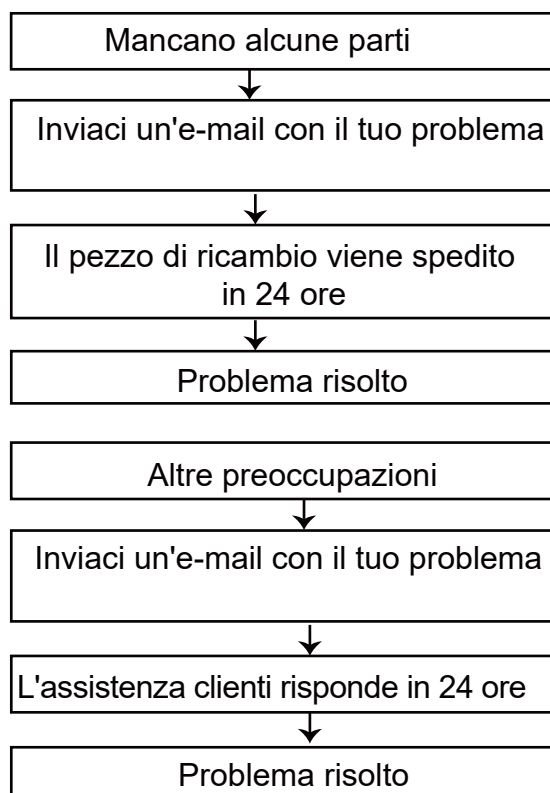 Mancano alcune parti
Inviaci un'e-mail con il tuo problema
Il pezzo di ricambio viene spedito
in 24 ore
Problema risolto
Altre preoccupazioni
Inviaci un'e-mail con il tuo problema
L'assistenza clienti risponde in 24 ore
Problema risolto